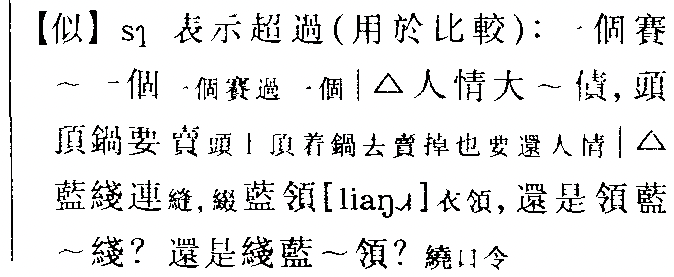 【似】 sɿ 表示超過(用於比較): 一個賽
～一個 一個賽過一個 | △人情大～債, 頭
頂鍋要賣 頭上頂着鍋去賣掉也要還人情 | △
藍綫連縫, 綴藍領[liaŋ˩˥]衣領, 還是領藍
～綫? 還是綫藍～領? 繞口令